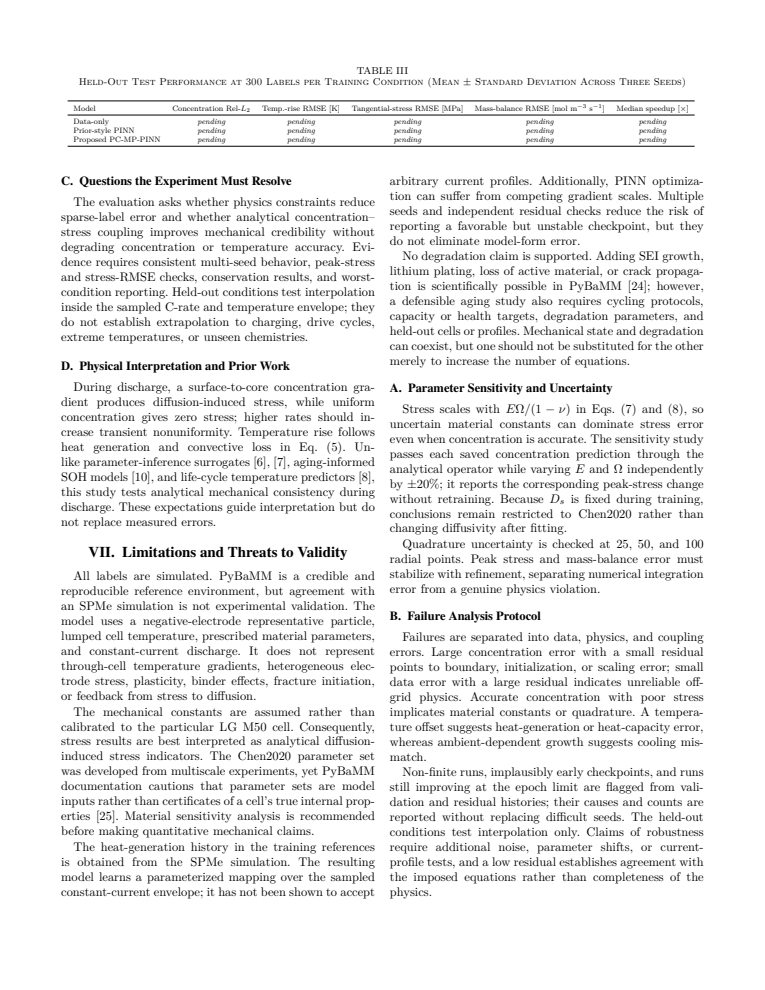 TABLE III
Held-Out Test Performance at 300 Labels per Training Condition (Mean ± Standard Deviation Across Three Seeds)
Model Concentration Rel-L2 Temp.-rise RMSE [K] Tangential-stress RMSE [MPa] Mass-balance RMSE [mol m−3 s−1] Median speedup [×]
Data-only pending pending pending pending pending
Prior-style PINN pending pending pending pending pending
Proposed PC-MP-PINN pending pending pending pending pending
C. Questions the Experiment Must Resolve
The evaluation asks whether physics constraints reduce
sparse-label error and whether analytical concentration–
stress coupling improves mechanical credibility without
degrading concentration or temperature accuracy. Evi-
dence requires consistent multi-seed behavior, peak-stress
and stress-RMSE checks, conservation results, and worst-
condition reporting. Held-out conditions test interpolation
inside the sampled C-rate and temperature envelope; they
do not establish extrapolation to charging, drive cycles,
extreme temperatures, or unseen chemistries.
D. Physical Interpretation and Prior Work
During discharge, a surface-to-core concentration gra-
dient produces diffusion-induced stress, while uniform
concentration gives zero stress; higher rates should in-
crease transient nonuniformity. Temperature rise follows
heat generation and convective loss in Eq. (5). Un-
like parameter-inference surrogates [6], [7], aging-informed
SOH models [10], and life-cycle temperature predictors [8],
this study tests analytical mechanical consistency during
discharge. These expectations guide interpretation but do
not replace measured errors.
VII. Limitations and Threats to Validity
All labels are simulated. PyBaMM is a credible and
reproducible reference environment, but agreement with
an SPMe simulation is not experimental validation. The
model uses a negative-electrode representative particle,
lumped cell temperature, prescribed material parameters,
and constant-current discharge. It does not represent
through-cell temperature gradients, heterogeneous elec-
trode stress, plasticity, binder effects, fracture initiation,
or feedback from stress to diffusion.
The mechanical constants are assumed rather than
calibrated to the particular LG M50 cell. Consequently,
stress results are best interpreted as analytical diffusion-
induced stress indicators. The Chen2020 parameter set
was developed from multiscale experiments, yet PyBaMM
documentation cautions that parameter sets are model
inputs rather than certificates of a cell's true internal prop-
erties [25]. Material sensitivity analysis is recommended
before making quantitative mechanical claims.
The heat-generation history in the training references
is obtained from the SPMe simulation. The resulting
model learns a parameterized mapping over the sampled
constant-current envelope; it has not been shown to accept
arbitrary current profiles. Additionally, PINN optimiza-
tion can suffer from competing gradient scales. Multiple
seeds and independent residual checks reduce the risk of
reporting a favorable but unstable checkpoint, but they
do not eliminate model-form error.
No degradation claim is supported. Adding SEI growth,
lithium plating, loss of active material, or crack propaga-
tion is scientifically possible in PyBaMM [24]; however,
a defensible aging study also requires cycling protocols,
capacity or health targets, degradation parameters, and
held-out cells or profiles. Mechanical state and degradation
can coexist, but one should not be substituted for the other
merely to increase the number of equations.
A. Parameter Sensitivity and Uncertainty
Stress scales with EΩ/(1 − ν) in Eqs. (7) and (8), so
uncertain material constants can dominate stress error
even when concentration is accurate. The sensitivity study
passes each saved concentration prediction through the
analytical operator while varying E and Ω independently
by ±20%; it reports the corresponding peak-stress change
without retraining. Because Ds is fixed during training,
conclusions remain restricted to Chen2020 rather than
changing diffusivity after fitting.
Quadrature uncertainty is checked at 25, 50, and 100
radial points. Peak stress and mass-balance error must
stabilize with refinement, separating numerical integration
error from a genuine physics violation.
B. Failure Analysis Protocol
Failures are separated into data, physics, and coupling
errors. Large concentration error with a small residual
points to boundary, initialization, or scaling error; small
data error with a large residual indicates unreliable off-
grid physics. Accurate concentration with poor stress
implicates material constants or quadrature. A tempera-
ture offset suggests heat-generation or heat-capacity error,
whereas ambient-dependent growth suggests cooling mis-
match.
Non-finite runs, implausibly early checkpoints, and runs
still improving at the epoch limit are flagged from vali-
dation and residual histories; their causes and counts are
reported without replacing difficult seeds. The held-out
conditions test interpolation only. Claims of robustness
require additional noise, parameter shifts, or current-
profile tests, and a low residual establishes agreement with
the imposed equations rather than completeness of the
physics.